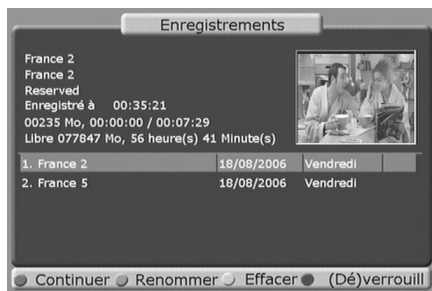 Enregistrements
France 2
France 2
Reserved
Enregistré à 00:35:21
00235 Mo, 00:00:00 / 00:07:29
Libre 077847 Mo, 56 heure(s) 41 Minute(s)
1. France 2 18/08/2006 Vendredi
2. France 5 18/08/2006 Vendredi
Continuer Renommer Effacer (Dé)verrouill